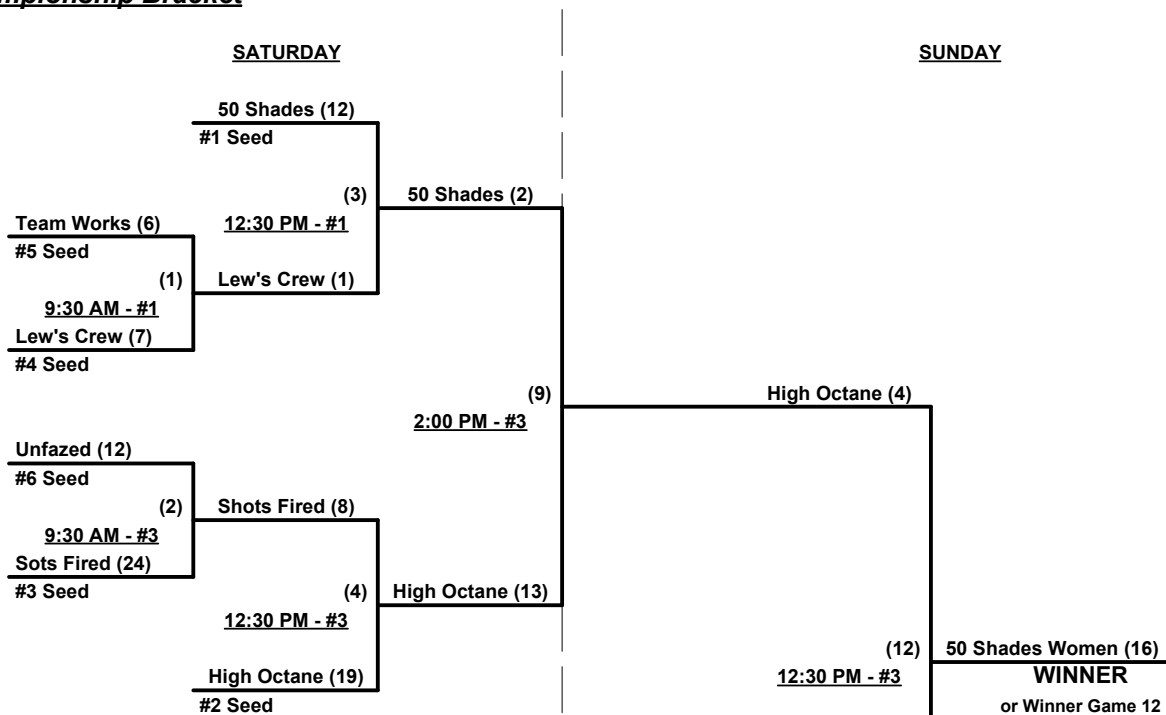 SATURDAY
SUNDAY
50 Shades (12)
#1 Seed
(3)
50 Shades (2)
12:30 PM - #1
Team Works (6)
#5 Seed
(1)
Lew's Crew (1)
9:30 AM - #1
Lew's Crew (7)
#4 Seed
(9)
High Octane (4)
2:00 PM - #3
Unfazed (12)
#6 Seed
(2)
Shots Fired (8)
9:30 AM - #3
Sots Fired (24)
#3 Seed
(4)
High Octane (13)
12:30 PM - #3
High Octane (19)
#2 Seed
(12)
50 Shades Women (16)
12:30 PM - #3
WINNER
or Winner Game 12